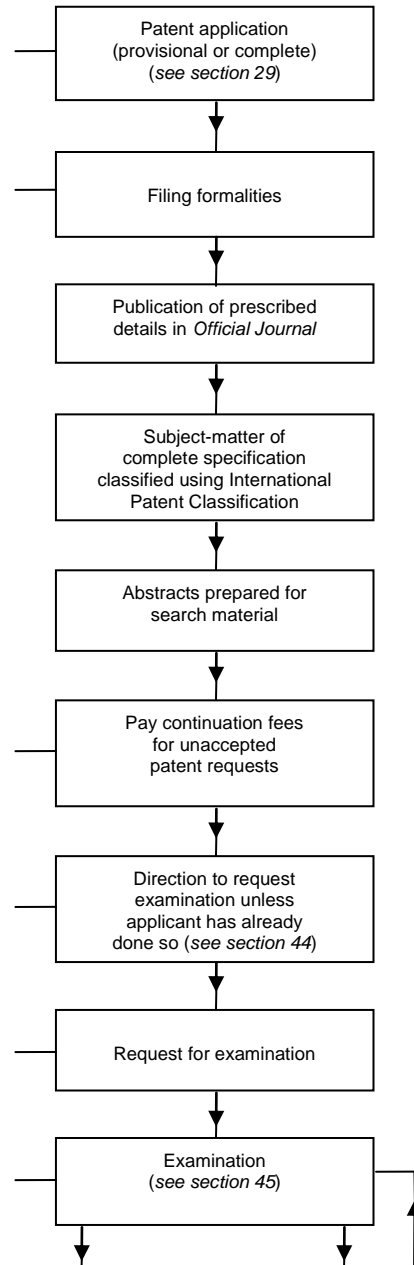 Patent application
(provisional or complete)
(see section 29)
Filing formalities
Publication of prescribed
details in Official Journal
Subject-matter of
complete specification
classified using International
Patent Classification
Abstracts prepared for
search material
Pay continuation fees
for unaccepted
patent requests
Direction to request
examination unless
applicant has already
done so (see section 44)
Request for examination
Examination
(see section 45)